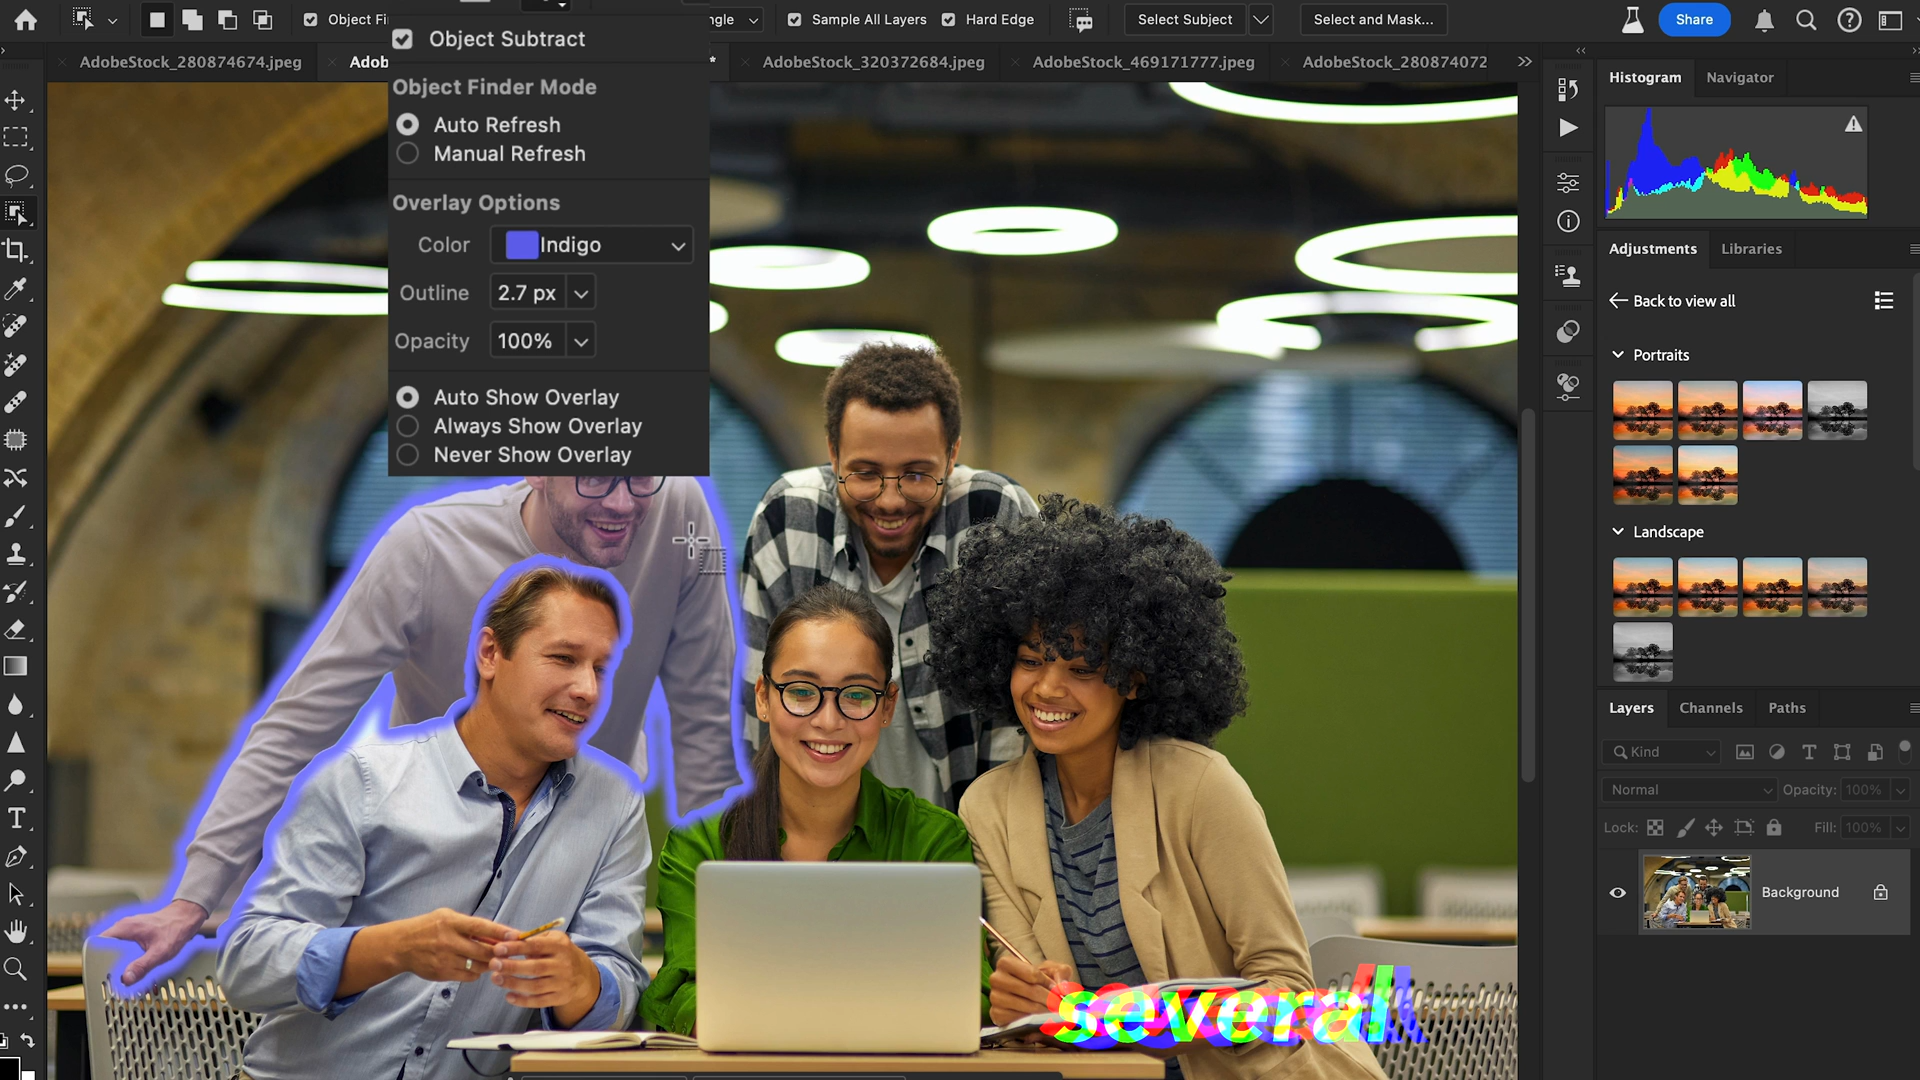 Object Fi
ngle
Sample All Layers
Hard Edge
Select Subject
Select and Mask...
Share
AdobeStock_280874674.jpeg
Adob
*
AdobeStock_320372684.jpeg
AdobeStock_469171777.jpeg
AdobeStock_280874072
Object Subtract
Object Finder Mode
Auto Refresh
Manual Refresh
Overlay Options
Color Indigo
Outline 2.7 px
Opacity 100%
Auto Show Overlay
Always Show Overlay
Never Show Overlay
several
Histogram Navigator
Adjustments Libraries
Back to view all
Portraits
Landscape
Layers Channels Paths
Kind
Normal Opacity: 100%
Lock: Fill: 100%
Background